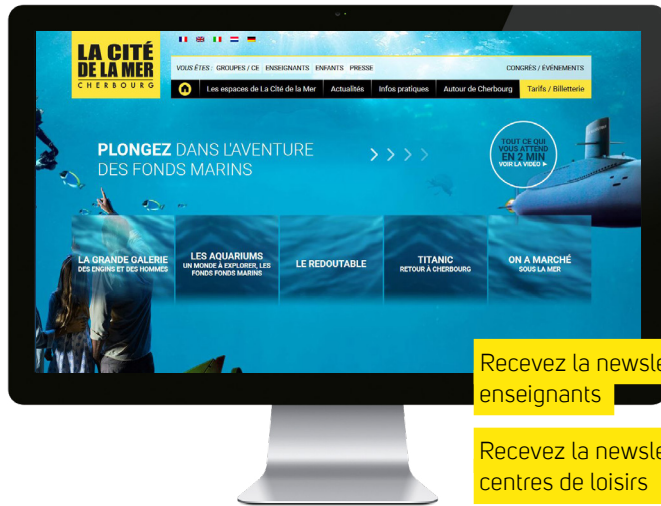 LA CITÉ
DE LA MER
CHERBOURG
VOUS ÊTES : GROUPES / CE ENSEIGNANTS ENFANTS PRESSE
CONGRÈS / ÉVÉNEMENTS
Les espaces de La Cité de la Mer Actualités Infos pratiques Autour de Cherbourg Tarifs / Billetterie
PLONGEZ DANS L'AVENTURE
DES FONDS MARINS
TOUT CE QUI
VOUS ATTEND
EN 2 MIN
VOIR LA VIDEO
LA GRANDE GALERIE
DES ENGINS ET DES HOMMES
LES AQUARIUMS
UN MONDE À EXPLORER, LES
FONDS FONDS MARINS
LE REDOUTABLE
TITANIC
RETOUR À CHERBOURG
ON A MARCHÉ
SOUS LA MER
Recevez la newsle
enseignants
Recevez la newsle
centres de loisirs